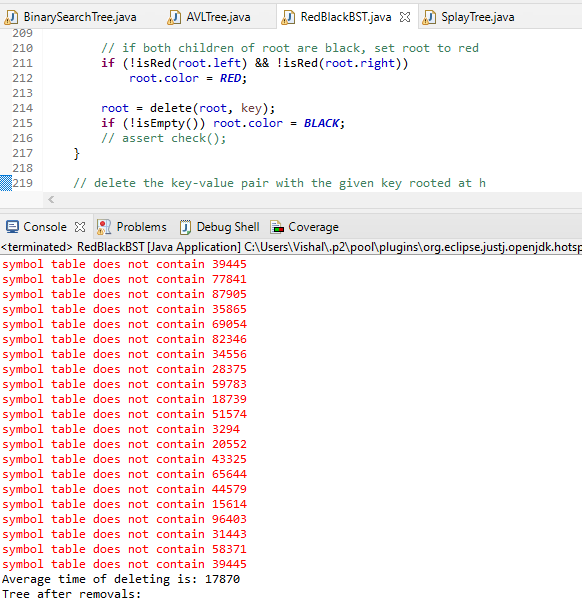 BinarySearchTree.java AVLTree.java RedBlackBST.java SplayTree.java
209
210 // if both children of root are black, set root to red
211 if (!isRed(root.left) && !isRed(root.right))
212 root.color = RED;
213
214 root = delete(root, key);
215 if (!isEmpty()) root.color = BLACK;
216 // assert check();
217 }
218
219 // delete the key-value pair with the given key rooted at h
Console Problems Debug Shell Coverage
<terminated> RedBlackBST [Java Application] C:\Users\Vishal\.p2\pool\plugins\org.eclipse.justj.openjdk.hotsp
symbol table does not contain 39445
symbol table does not contain 77841
symbol table does not contain 87905
symbol table does not contain 35865
symbol table does not contain 69054
symbol table does not contain 82346
symbol table does not contain 34556
symbol table does not contain 28375
symbol table does not contain 59783
symbol table does not contain 18739
symbol table does not contain 51574
symbol table does not contain 3294
symbol table does not contain 20552
symbol table does not contain 43325
symbol table does not contain 65644
symbol table does not contain 44579
symbol table does not contain 15614
symbol table does not contain 96403
symbol table does not contain 31443
symbol table does not contain 58371
symbol table does not contain 39445
Average time of deleting is: 17870
Tree after removals: